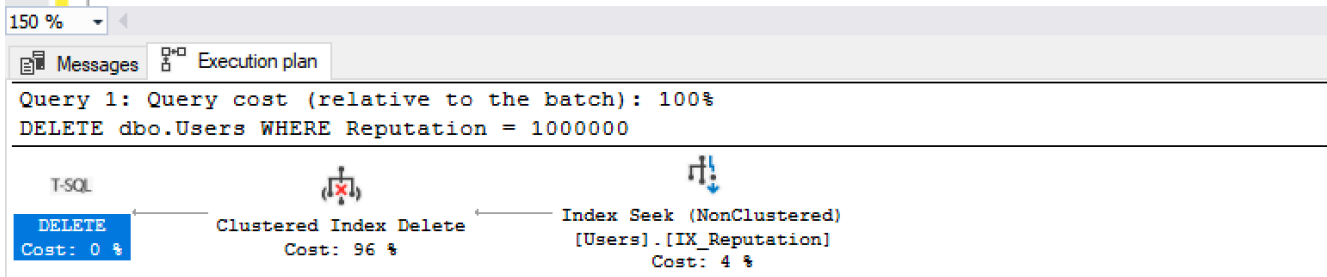 150 %
Messages Execution plan
Query 1: Query cost (relative to the batch): 100%
DELETE dbo.Users WHERE Reputation = 1000000
T-SQL
DELETE
Cost: 0 %
Clustered Index Delete
Cost: 96 %
Index Seek (NonClustered)
[Users].[IX_Reputation]
Cost: 4 %